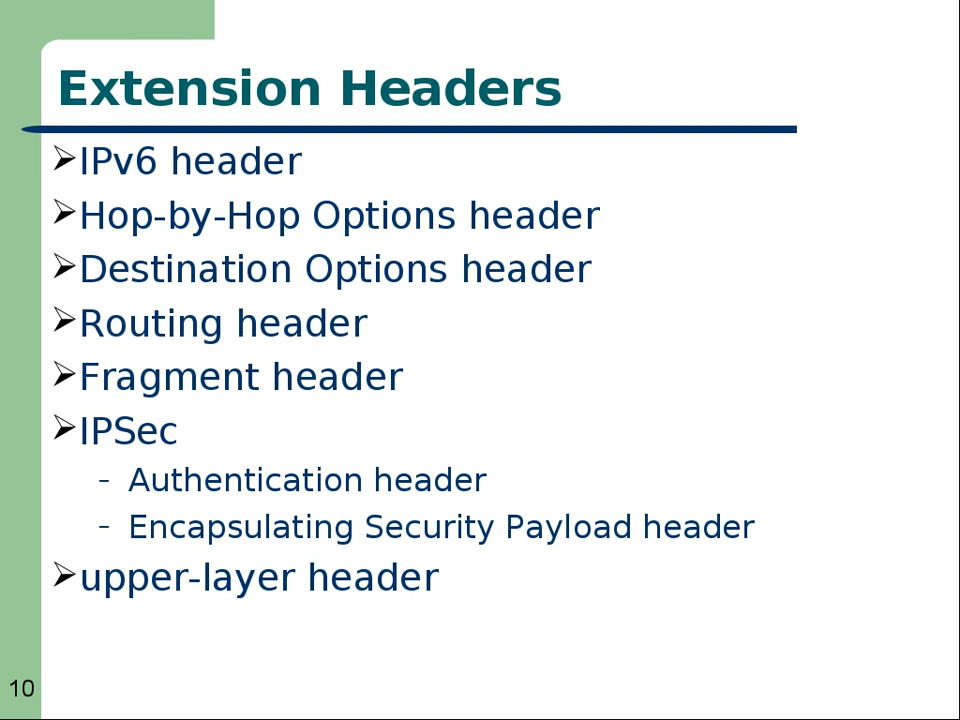 Extension Headers
➢IPv6 header
➢Hop-by-Hop Options header
➢Destination Options header
➢Routing header
➢Fragment header
➢IPSec
– Authentication header
– Encapsulating Security Payload header
➢upper-layer header
10